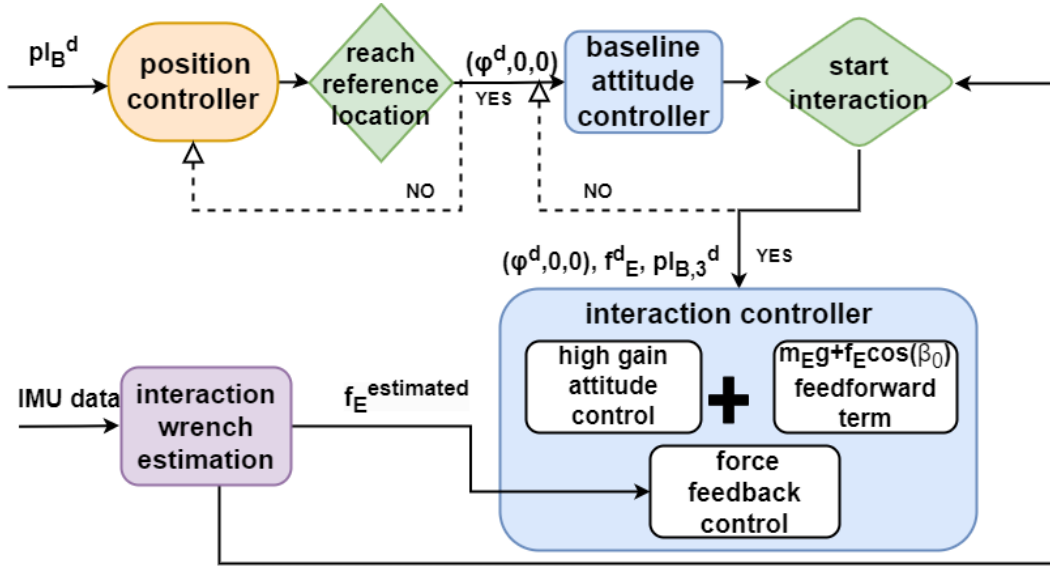 pI_B^d
position
controller
reach
reference
location
(φ^d,0,0)
YES
NO
baseline
attitude
controller
start
interaction
NO
YES
(φ^d,0,0), f^d_E, pI_B,3^d
interaction controller
high gain
attitude
control
m_Eg+f_Ecos(β_0)
feedforward
term
force
feedback
control
IMU data
interaction
wrench
estimation
f_E^estimated